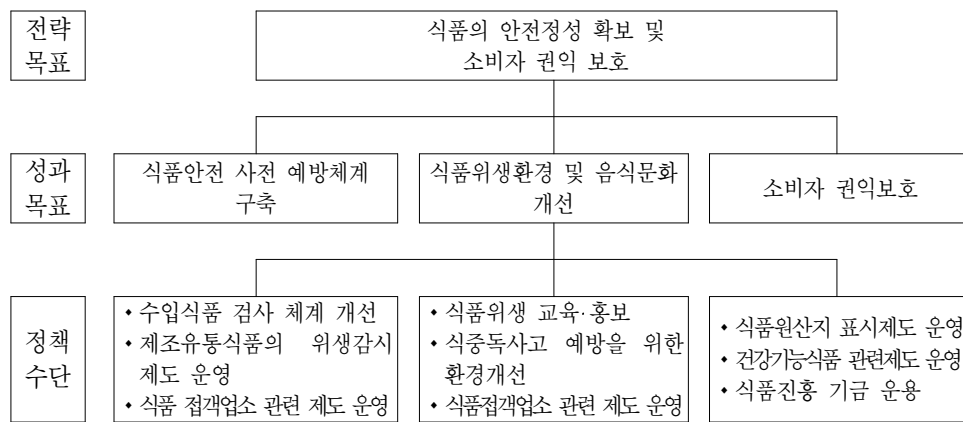 전략
목표
식품의 안전정성 확보 및
소비자 권익 보호
성과
목표
식품안전 사전 예방체계
구축
식품위생환경 및 음식문화
개선
소비자 권익보호
정책
수단
◆ 수입식품 검사 체계 개선
◆ 제조유통식품의 위생감시
제도 운영
◆ 식품 접객업소 관련 제도 운영
◆ 식품위생 교육·홍보
◆ 식중독사고 예방을 위한
환경개선
◆ 식품접객업소 관련 제도 운영
◆ 식품원산지 표시제도 운영
◆ 건강기능식품 관련제도 운영
◆ 식품진흥 기금 운용